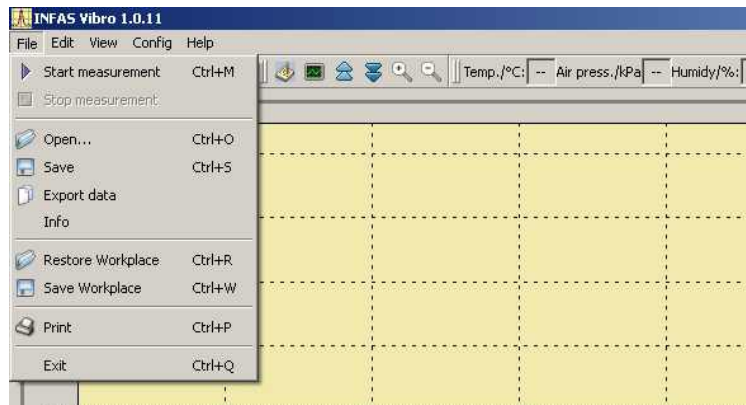 INFAS Vibro 1.0.11
File Edit View Config Help
Temp./°C: -- Air press./kPa -- Humidy/%:
Start measurement Ctrl+M
Stop measurement
Open... Ctrl+O
Save Ctrl+S
Export data
Info
Restore Workplace Ctrl+R
Save Workplace Ctrl+W
Print Ctrl+P
Exit Ctrl+Q